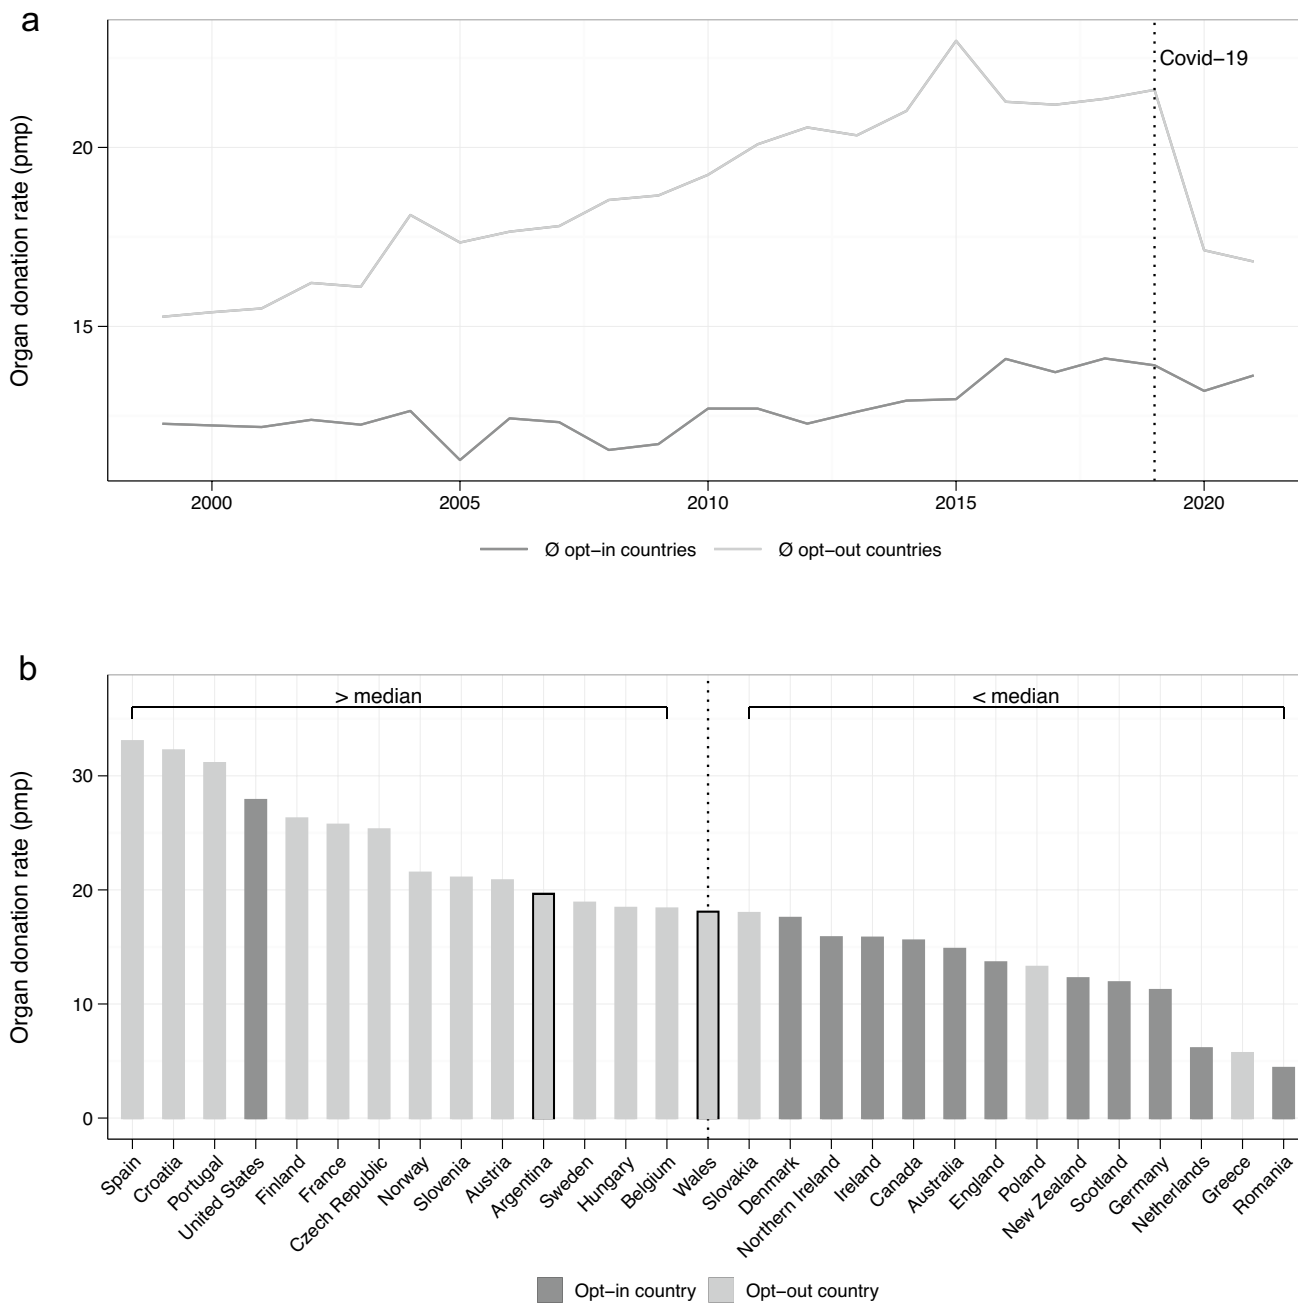 a
Organ donation rate (pmp)
20
15
Covid−19
2000 2005 2010 2015 2020
Ø opt−in countries Ø opt−out countries
b
Organ donation rate (pmp)
30
20
10
0
> median < median
Spain Croatia Portugal United States Finland France Czech Republic Norway Slovenia Austria Argentina Sweden Hungary Belgium Wales Slovakia Denmark Northern Ireland Ireland Canada Australia England Poland New Zealand Scotland Germany Netherlands Greece Romania
Opt−in country Opt−out country